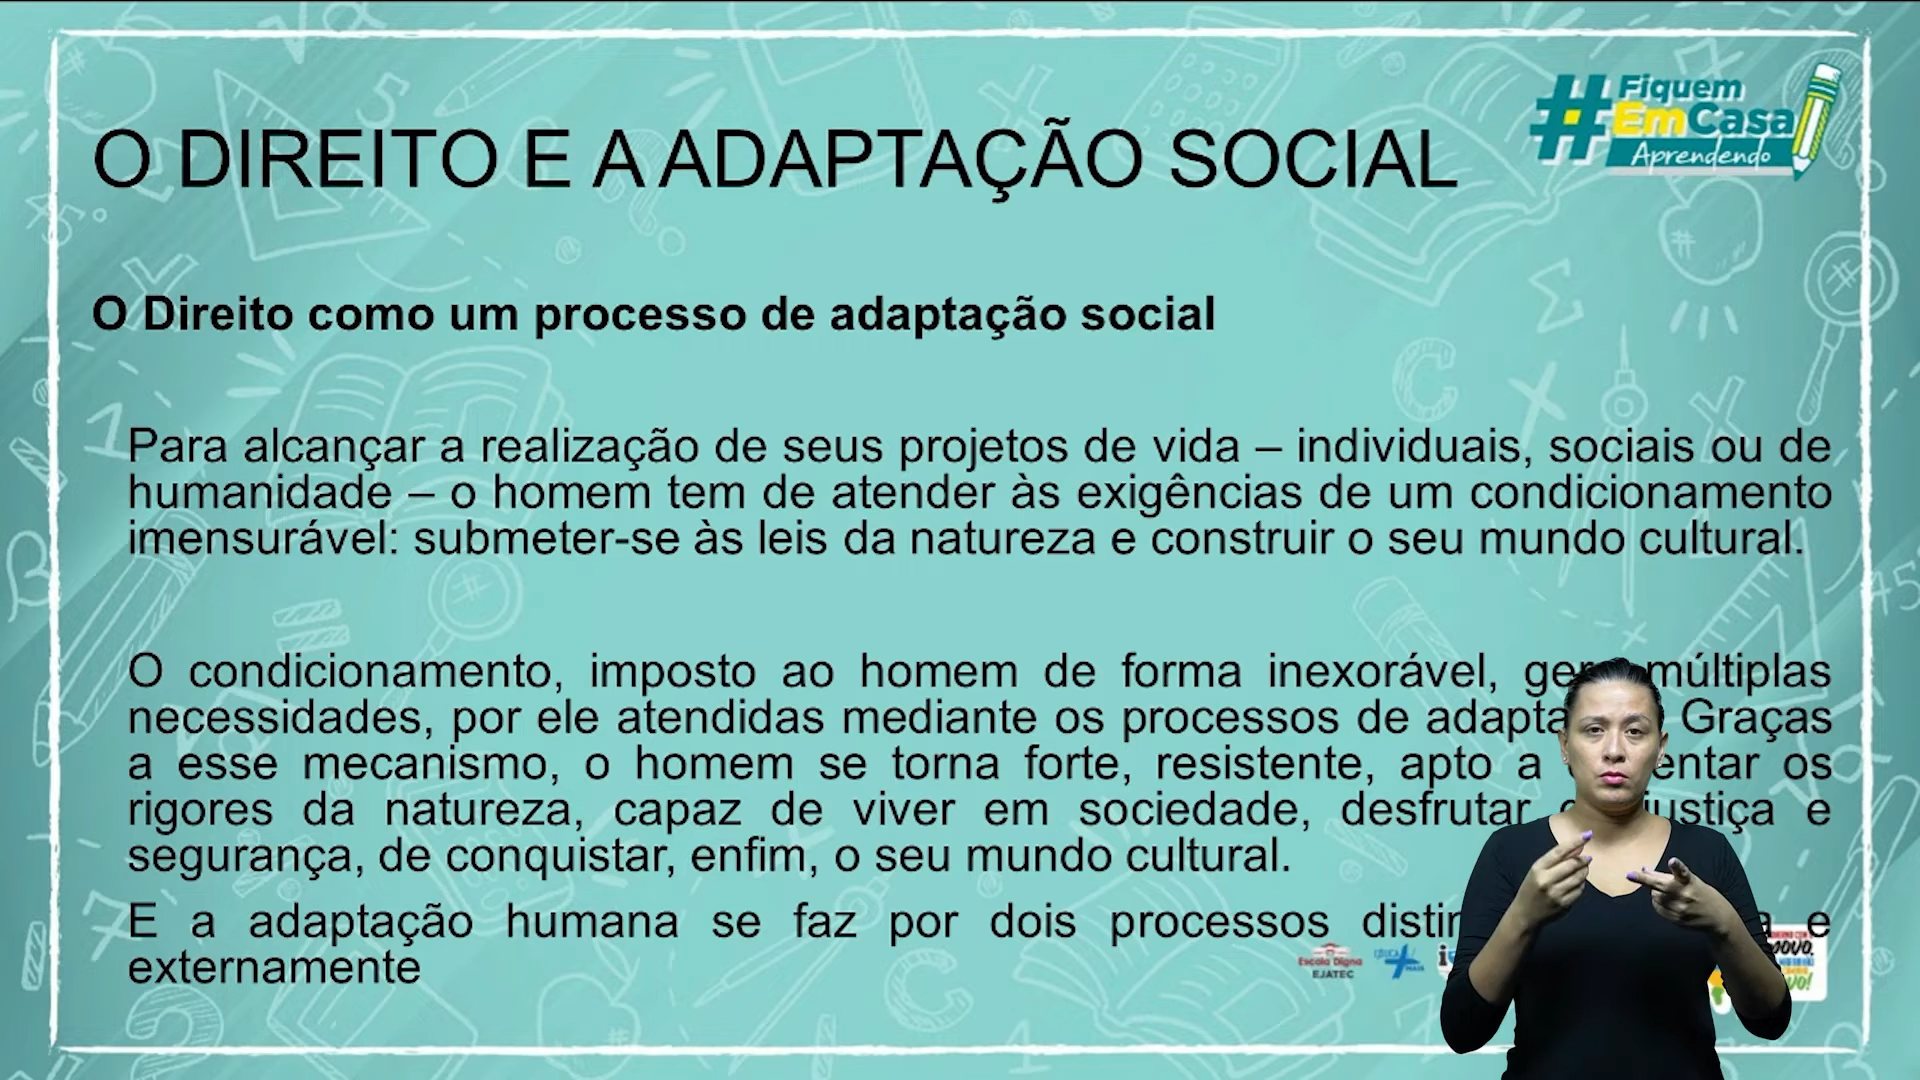 O DIREITO E A ADAPTAÇÃO SOCIAL
#Fiquem
EmCasa
Aprendendo
O Direito como um processo de adaptação social
Para alcançar a realização de seus projetos de vida – individuais, sociais ou de
humanidade – o homem tem de atender às exigências de um condicionamento
imensurável: submeter-se às leis da natureza e construir o seu mundo cultural.
O condicionamento, imposto ao homem de forma inexorável, múltiplas
necessidades, por ele atendidas mediante os processos de Graças
a esse mecanismo, o homem se torna forte, resistente, apto a os
rigores da natureza, capaz de viver em sociedade, desfrutar justiça e
segurança, de conquistar, enfim, o seu mundo cultural.
E a adaptação humana se faz por dois processos e
externamente
Escola Digna
EJATEC
MAIS